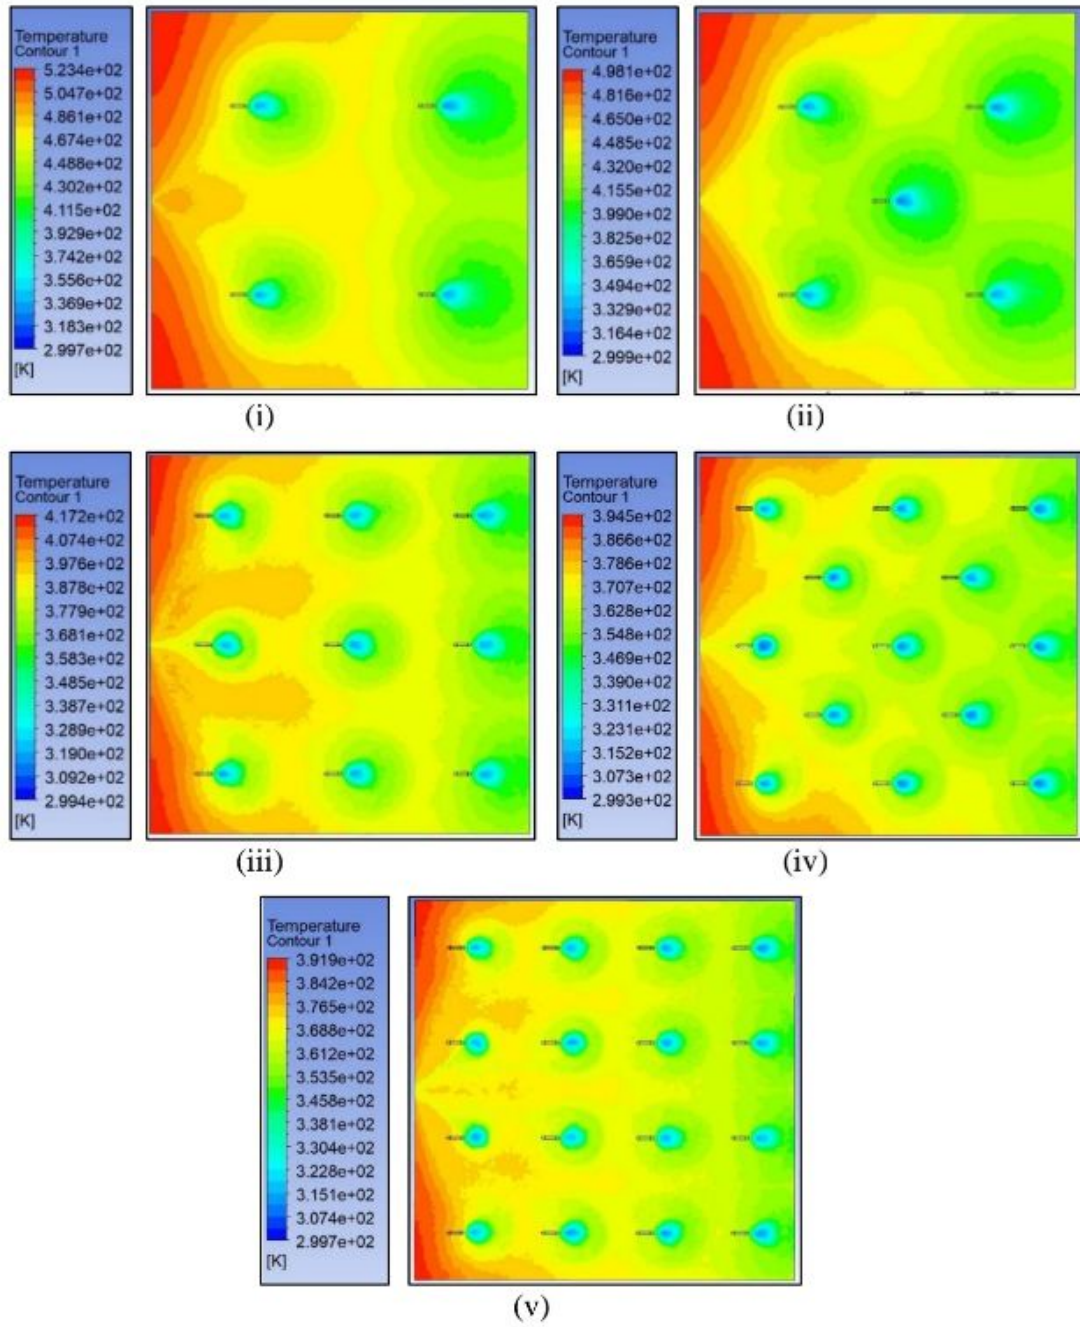 Temperature
Contour 1
5.234e+02
5.047e+02
4.861e+02
4.674e+02
4.488e+02
4.302e+02
4.115e+02
3.929e+02
3.742e+02
3.556e+02
3.369e+02
3.183e+02
2.997e+02
[K]
(i)
Temperature
Contour 1
4.981e+02
4.816e+02
4.650e+02
4.485e+02
4.320e+02
4.155e+02
3.990e+02
3.825e+02
3.659e+02
3.494e+02
3.329e+02
3.164e+02
2.999e+02
[K]
(ii)
Temperature
Contour 1
4.172e+02
4.074e+02
3.976e+02
3.878e+02
3.779e+02
3.681e+02
3.583e+02
3.485e+02
3.387e+02
3.289e+02
3.190e+02
3.092e+02
2.994e+02
[K]
(iii)
Temperature
Contour 1
3.945e+02
3.866e+02
3.786e+02
3.707e+02
3.628e+02
3.548e+02
3.469e+02
3.390e+02
3.311e+02
3.231e+02
3.152e+02
3.073e+02
2.993e+02
[K]
(iv)
Temperature
Contour 1
3.919e+02
3.842e+02
3.765e+02
3.688e+02
3.612e+02
3.535e+02
3.458e+02
3.381e+02
3.304e+02
3.228e+02
3.151e+02
3.074e+02
2.997e+02
[K]
(v)